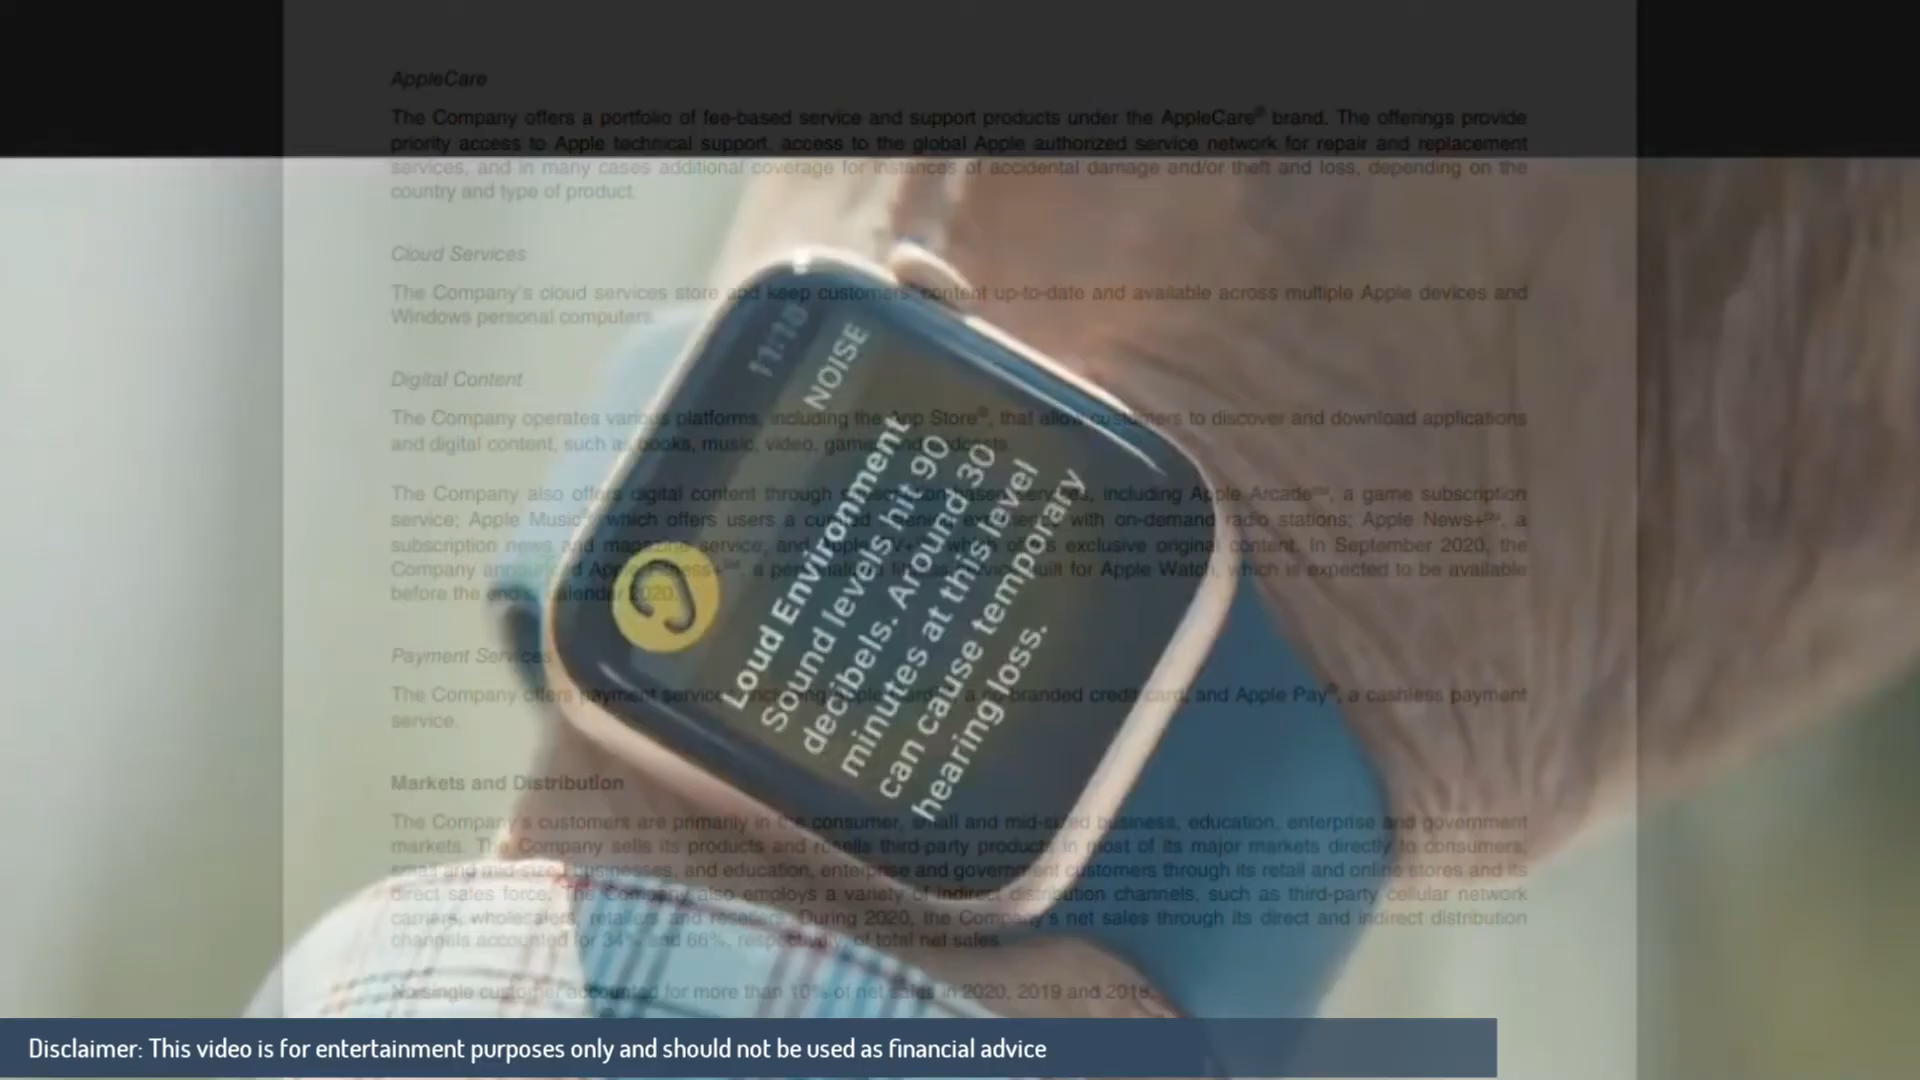 AppleCare
The Company offers a portfolio of fee-based service and support products under the AppleCare® brand. The offerings provide
priority access to Apple technical support, access to the global Apple authorized service network for repair and replacement
services, and in many cases additional coverage for instances of accidental damage and/or theft and loss, depending on the
country and type of product.
Cloud Services
The Company's cloud services store and keep customers' content up-to-date and available across multiple Apple devices and
Windows personal computers.
Digital Content
The Company operates various platforms, including the App Store®, that allow customers to discover and download applications
and digital content, such as books, music, video, games and podcasts.
The Company also offers digital content through subscription-based services, including Apple Arcade℠, a game subscription
service; Apple Music®, which offers users a curated listening experience with on-demand radio stations; Apple News+℠, a
subscription news and magazine service; and Apple TV+℠, which offers exclusive original content. In September 2020, the
Company announced Apple Fitness+℠, a personalized fitness service built for Apple Watch, which is expected to be available
before the end of calendar 2020.
Payment Services
The Company offers payment services, including Apple Card, a co-branded credit card, and Apple Pay®, a cashless payment
service.
Markets and Distribution
The Company's customers are primarily in the consumer, small and mid-sized business, education, enterprise and government
markets. The Company sells its products and resells third-party products in most of its major markets directly to consumers,
small and mid-sized businesses, and education, enterprise and government customers through its retail and online stores and its
direct sales force. The Company also employs a variety of indirect distribution channels, such as third-party cellular network
carriers, wholesalers, retailers and resellers. During 2020, the Company's net sales through its direct and indirect distribution
channels accounted for 34% and 66%, respectively, of total net sales.
No single customer accounted for more than 10% of net sales in 2020, 2019 and 2018.
11:10
NOISE
Loud Environment
Sound levels hit 90
decibels. Around 30
minutes at this level
can cause temporary
hearing loss.
Disclaimer: This video is for entertainment purposes only and should not be used as financial advice